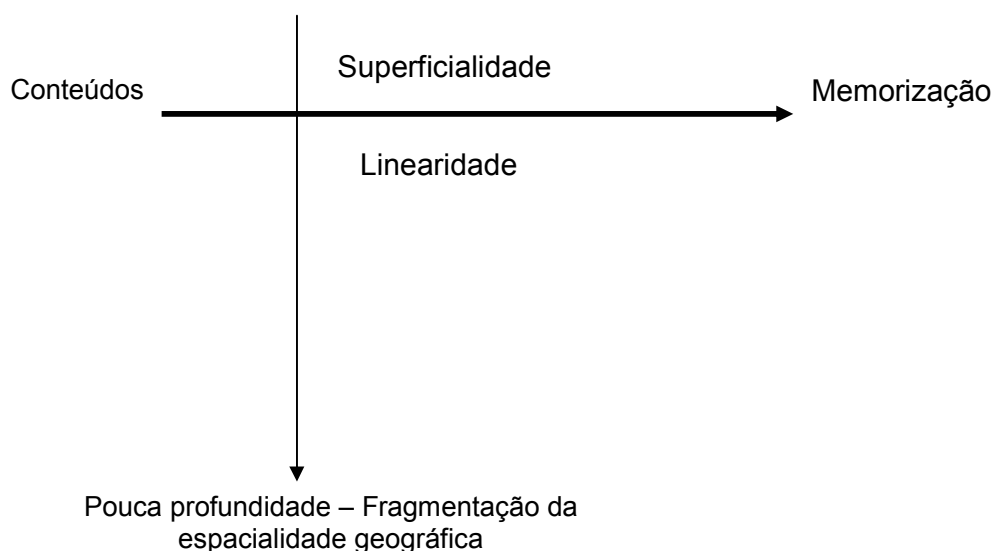 Superficialidade
Conteúdos
Memorização
Linearidade
Pouca profundidade – Fragmentação da
espacialidade geográfica